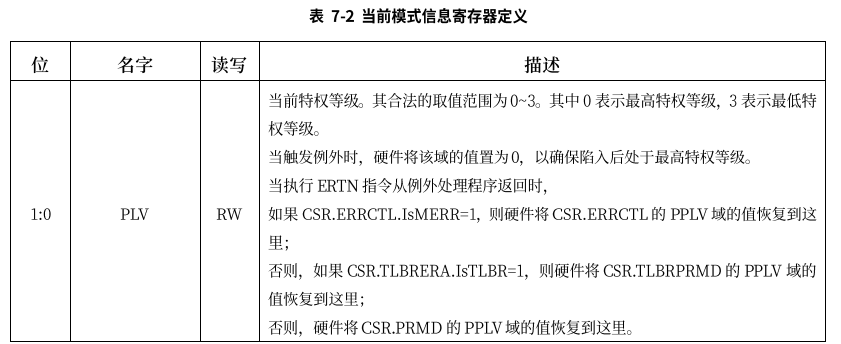 表 7-2 当前模式信息寄存器定义
位 名字 读写 描述
当前特权等级。其合法的取值范围为 0~3。其中 0 表示最高特权等级，3 表示最低特
权等级。
当触发例外时，硬件将该域的值置为 0，以确保陷入后处于最高特权等级。
当执行 ERTN 指令从例外处理程序返回时，
1:0 PLV RW 如果 CSR.ERRCTL.IsMERR=1，则硬件将 CSR.ERRCTL 的 PPLV 域的值恢复到这
里；
否则，如果 CSR.TLBRERA.IsTLBR=1，则硬件将 CSR.TLBRPRMD 的 PPLV 域的
值恢复到这里；
否则，硬件将 CSR.PRMD 的 PPLV 域的值恢复到这里。